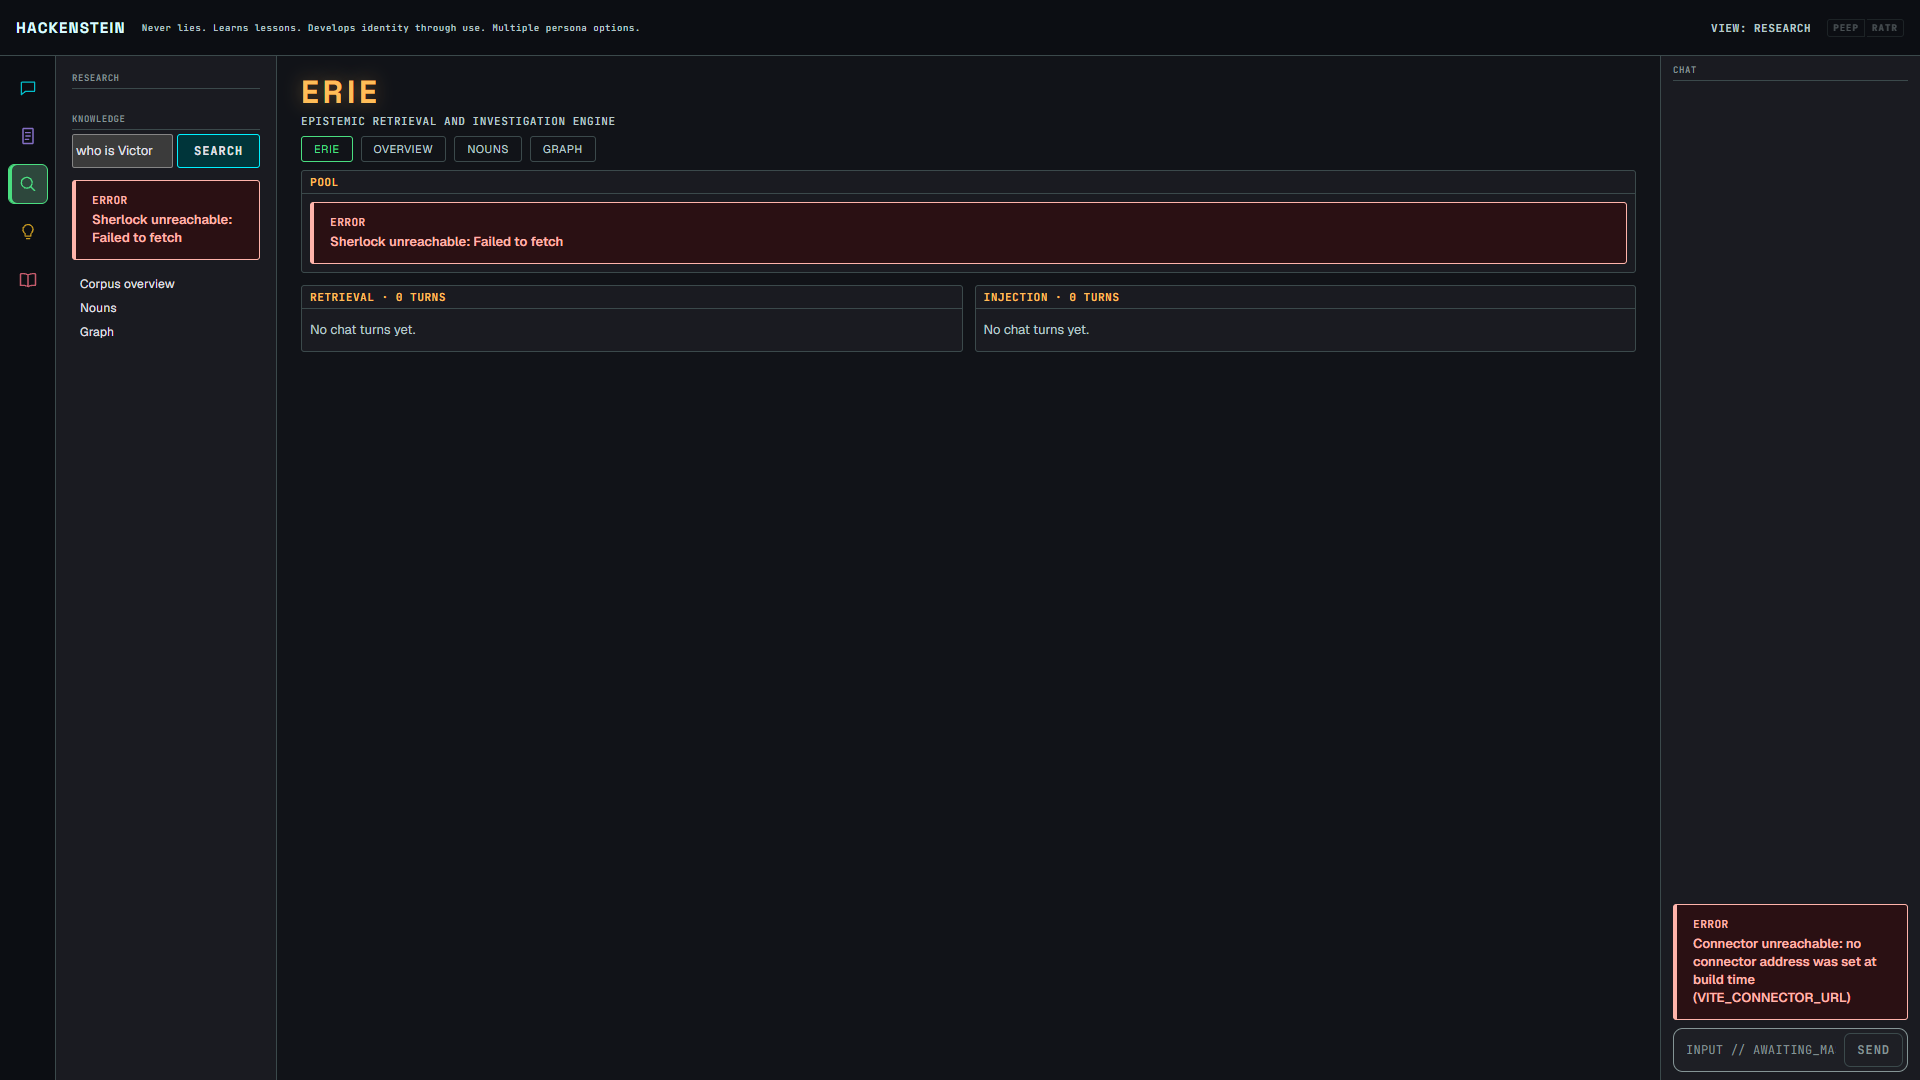 HACKENSTEIN
Never lies. Learns lessons. Develops identity through use. Multiple persona options.
VIEW: RESEARCH
PEEP
RATR
RESEARCH
KNOWLEDGE
who is Victor
SEARCH
ERROR
Sherlock unreachable:
Failed to fetch
Corpus overview
Nouns
Graph
ERIE
EPISTEMIC RETRIEVAL AND INVESTIGATION ENGINE
ERIE
OVERVIEW
NOUNS
GRAPH
POOL
ERROR
Sherlock unreachable: Failed to fetch
RETRIEVAL · 0 TURNS
No chat turns yet.
INJECTION · 0 TURNS
No chat turns yet.
CHAT
ERROR
Connector unreachable: no
connector address was set at
build time
(VITE_CONNECTOR_URL)
INPUT // AWAITING_MA
SEND